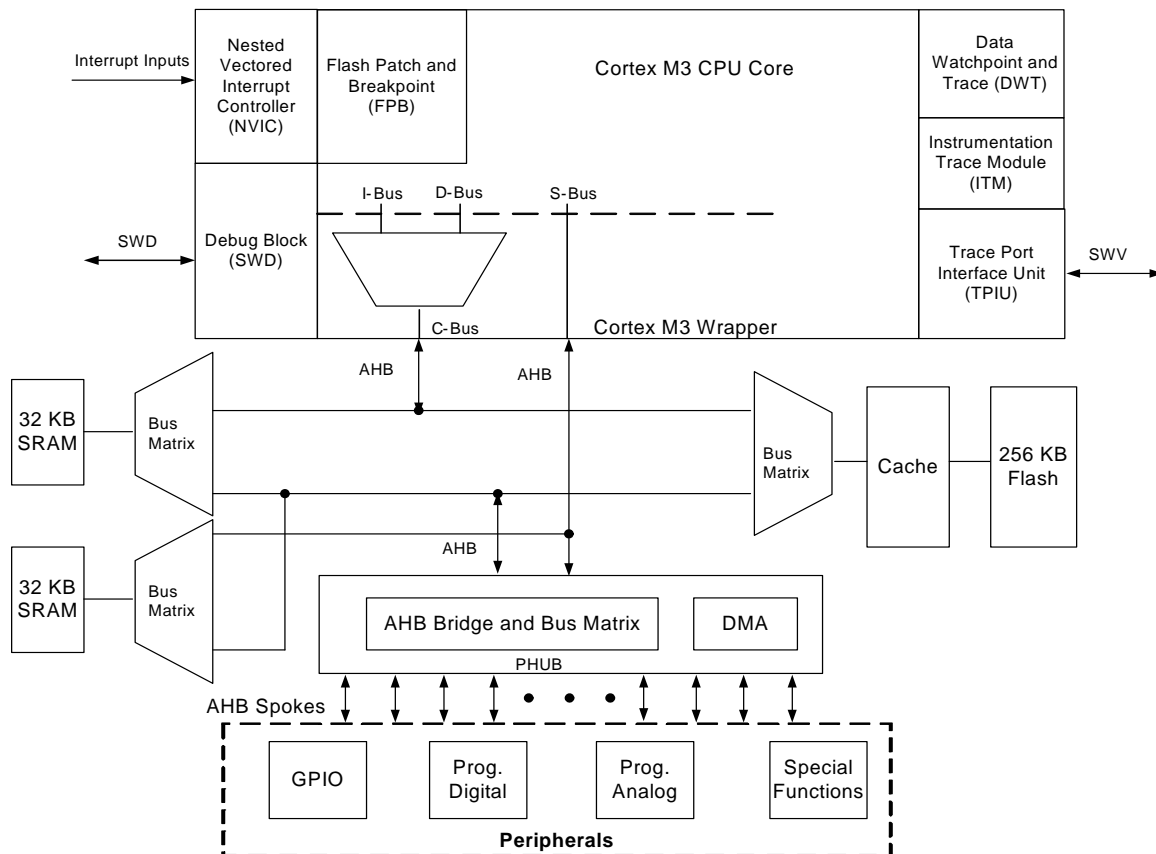 Interrupt Inputs
Nested
Vectored
Interrupt
Controller
(NVIC)
Flash Patch and
Breakpoint
(FPB)
Cortex M3 CPU Core
Data
Watchpoint and
Trace (DWT)
Instrumentation
Trace Module
(ITM)
I-Bus
D-Bus
S-Bus
SWD
Debug Block
(SWD)
Trace Port
Interface Unit
(TPIU)
SWV
C-Bus
Cortex M3 Wrapper
AHB
AHB
32 KB
SRAM
Bus
Matrix
Bus
Matrix
Cache
256 KB
Flash
AHB
32 KB
SRAM
Bus
Matrix
AHB Bridge and Bus Matrix
DMA
PHUB
AHB Spokes
GPIO
Prog.
Digital
Prog.
Analog
Special
Functions
Peripherals